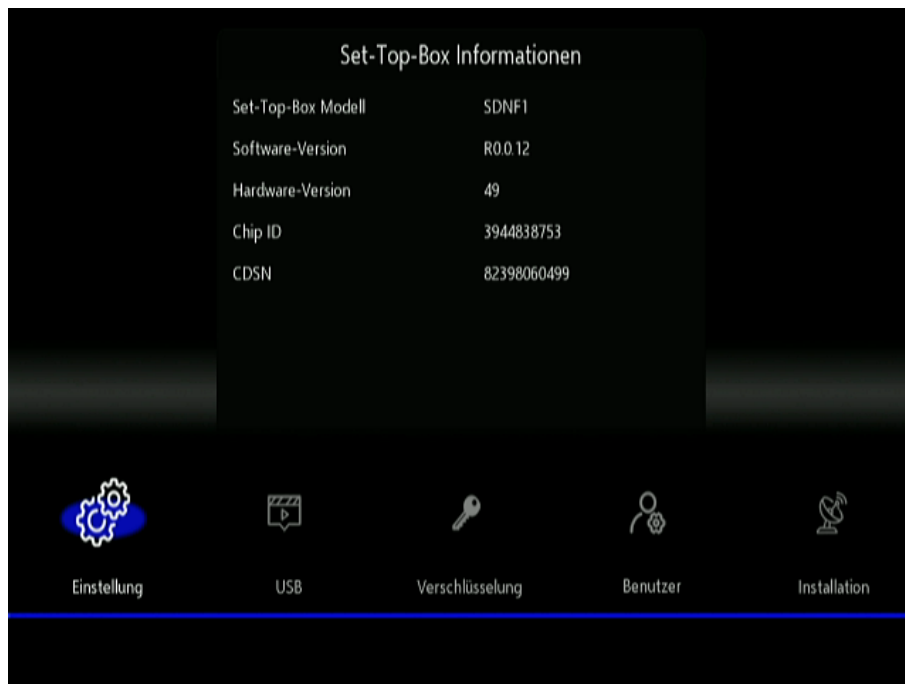 Set-Top-Box Informationen
Set-Top-Box Modell SDNF1
Software-Version R0.0.12
Hardware-Version 49
Chip ID 3944838753
CDSN 82398060499
Einstellung USB Verschlüsselung Benutzer Installation